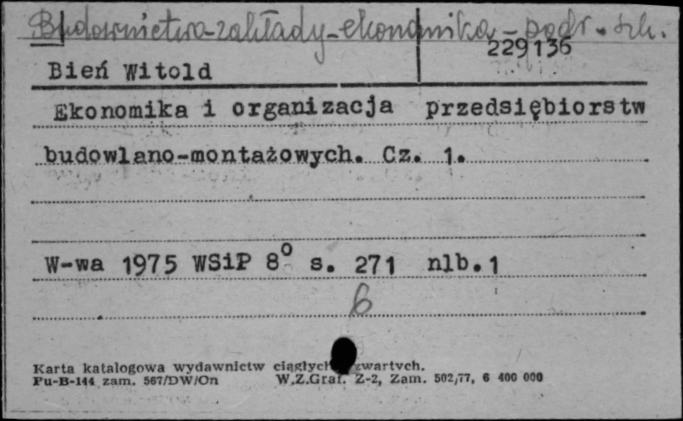 Budownictwo-zakłady-ekonomika - podr. szk.
229136
Bień Witold
Ekonomika i organizacja przedsiębiorstw
budowlano-montażowych. Cz. 1.
W-wa 1975 WSiP 8° s. 271 nlb.1
6
Karta katalogowa wydawnictw ciągłych zwartych.
Pu-B-144 zam. 567/DW/On W.Z.Graf. Z-2, Zam. 502/77, 6 400 000